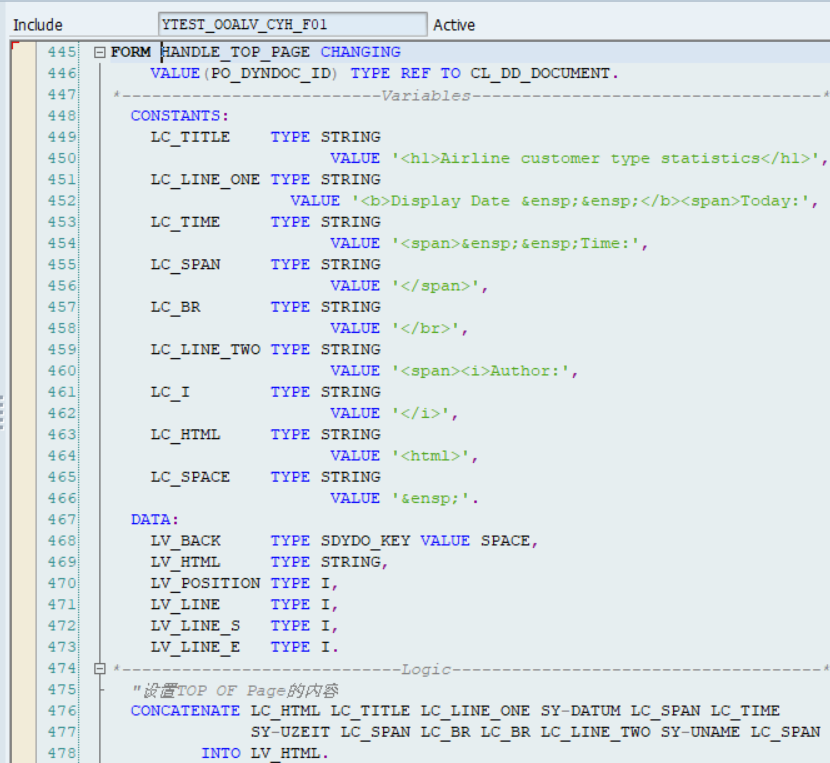 Include YTEST_OOALV_CYH_F01 Active
445 FORM HANDLE_TOP_PAGE CHANGING
446 VALUE(PO_DYNDOC_ID) TYPE REF TO CL_DD_DOCUMENT.
447 *--------------------------Variables-----------------------------------*
448 CONSTANTS:
449 LC_TITLE TYPE STRING
450 VALUE '<h1>Airline customer type statistics</h1>',
451 LC_LINE_ONE TYPE STRING
452 VALUE '<b>Display Date &ensp;&ensp;</b><span>Today:',
453 LC_TIME TYPE STRING
454 VALUE '<span>&ensp;&ensp;Time:',
455 LC_SPAN TYPE STRING
456 VALUE '</span>',
457 LC_BR TYPE STRING
458 VALUE '</br>',
459 LC_LINE_TWO TYPE STRING
460 VALUE '<span><i>Author:',
461 LC_I TYPE STRING
462 VALUE '</i>',
463 LC_HTML TYPE STRING
464 VALUE '<html>',
465 LC_SPACE TYPE STRING
466 VALUE '&ensp;'.
467 DATA:
468 LV_BACK TYPE SDYDO_KEY VALUE SPACE,
469 LV_HTML TYPE STRING,
470 LV_POSITION TYPE I,
471 LV_LINE TYPE I,
472 LV_LINE_S TYPE I,
473 LV_LINE_E TYPE I.
474 *----------------------------Logic-------------------------------------*
475 "设置TOP OF Page的内容
476 CONCATENATE LC_HTML LC_TITLE LC_LINE_ONE SY-DATUM LC_SPAN LC_TIME
477 SY-UZEIT LC_SPAN LC_BR LC_BR LC_LINE_TWO SY-UNAME LC_SPAN
478 INTO LV_HTML.